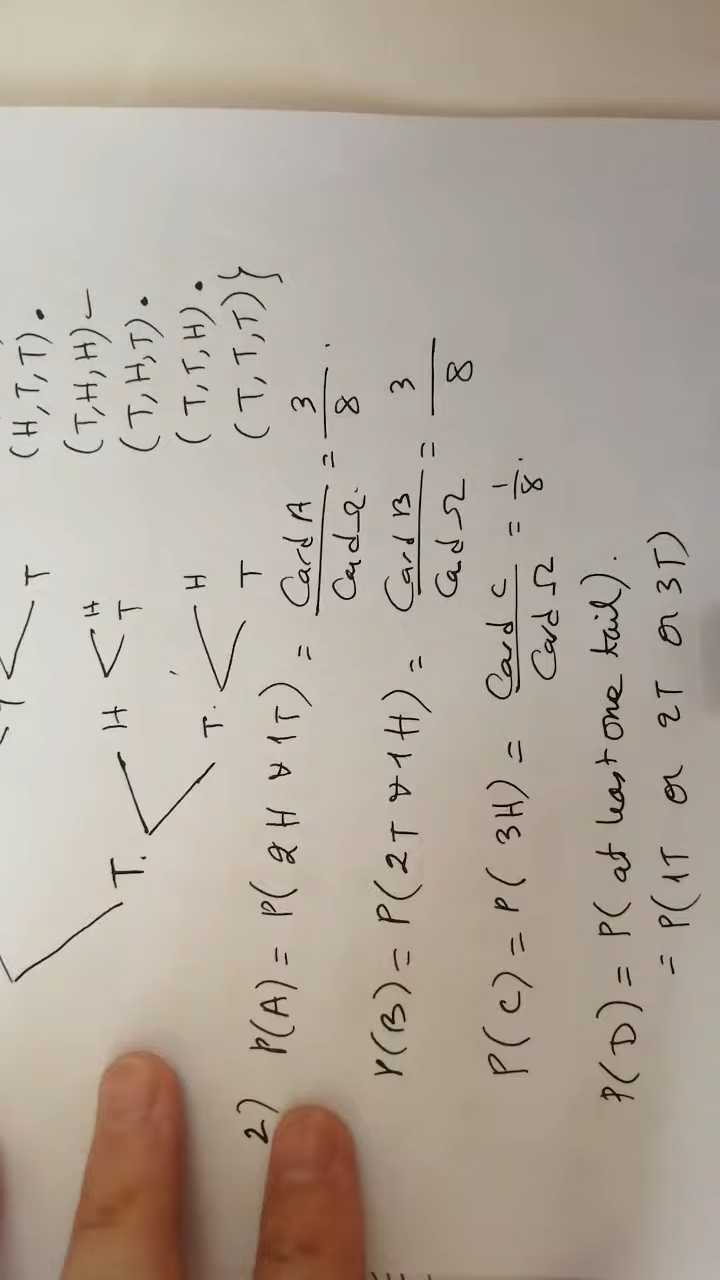 T (H, T, T).
H (T, H, H) –
T. H T (T, H, T).
T. H (T, T, H).
T (T, T, T)}
2) P(A) = P(2H & 1T) = Card A / Card Ω = 3/8.
P(B) = P(2T & 1H) = Card B / Card Ω = 3/8
P(C) = P(3H) = Card C / Card Ω = 1/8.
P(D) = P(at least one tail).
= P(1T or 2T or 3T)